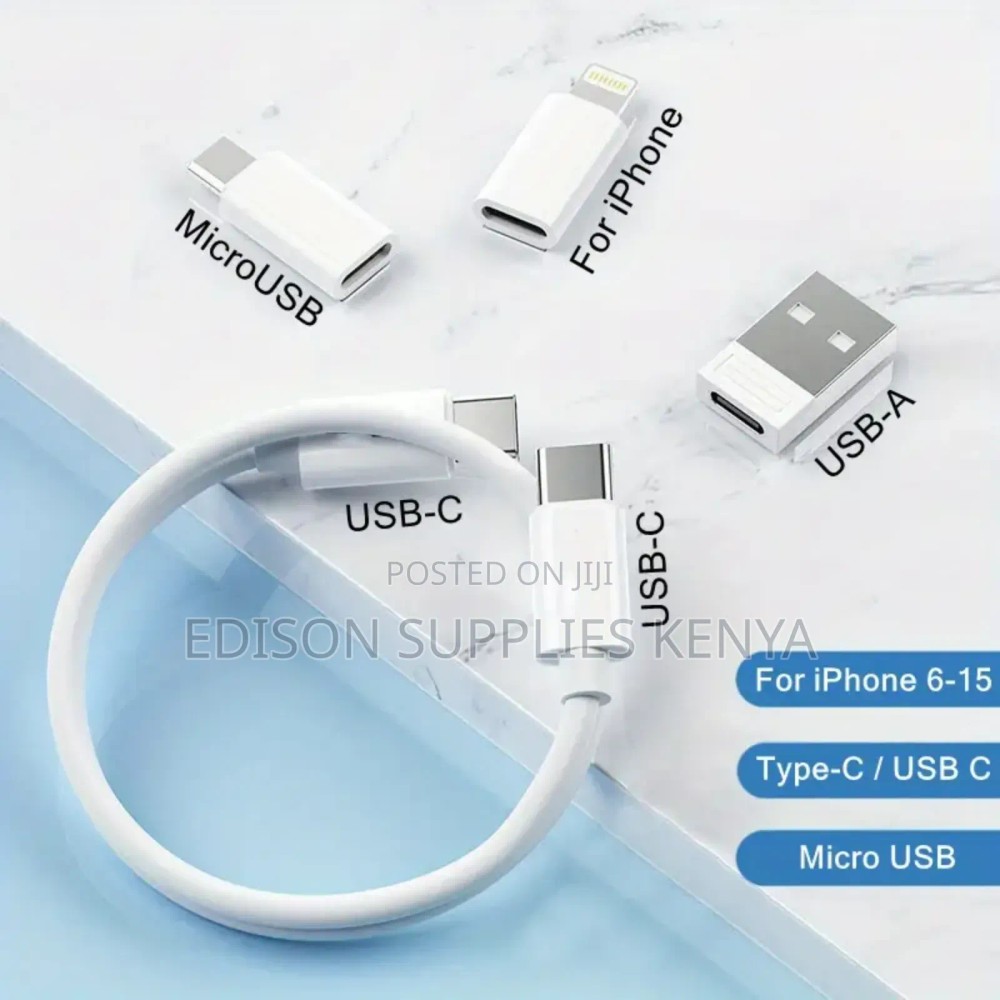 For iPhone
MicroUSB
USB-A
USB-C
USB-C
POSTED ON JIJI
EDISON SUPPLIES KENYA
For iPhone 6-15
Type-C / USB C
Micro USB